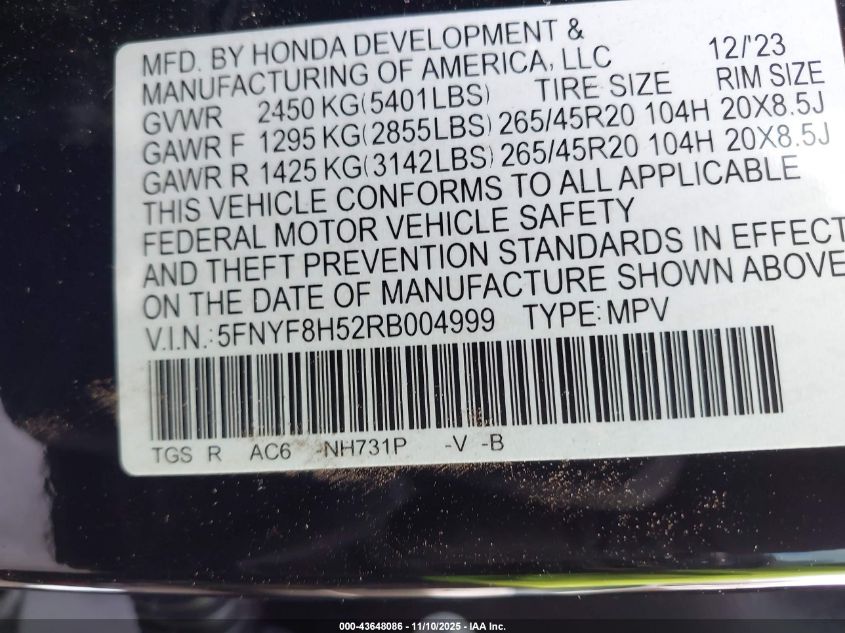 MFD. BY HONDA DEVELOPMENT &
MANUFACTURING OF AMERICA, LLC 12/'23
GVWR 2450 KG(5401LBS) TIRE SIZE RIM SIZE
GAWR F 1295 KG(2855LBS) 265/45R20 104H 20X8.5J
GAWR R 1425 KG(3142LBS) 265/45R20 104H 20X8.5J
THIS VEHICLE CONFORMS TO ALL APPLICABLE
FEDERAL MOTOR VEHICLE SAFETY
AND THEFT PREVENTION STANDARDS IN EFFECT
ON THE DATE OF MANUFACTURE SHOWN ABOVE
V.I.N.: 5FNYF8H52RB004999 TYPE: MPV
TGS R AC6 -NH731P -V -B
000-43648086 - 11/10/2025 - IAA Inc.